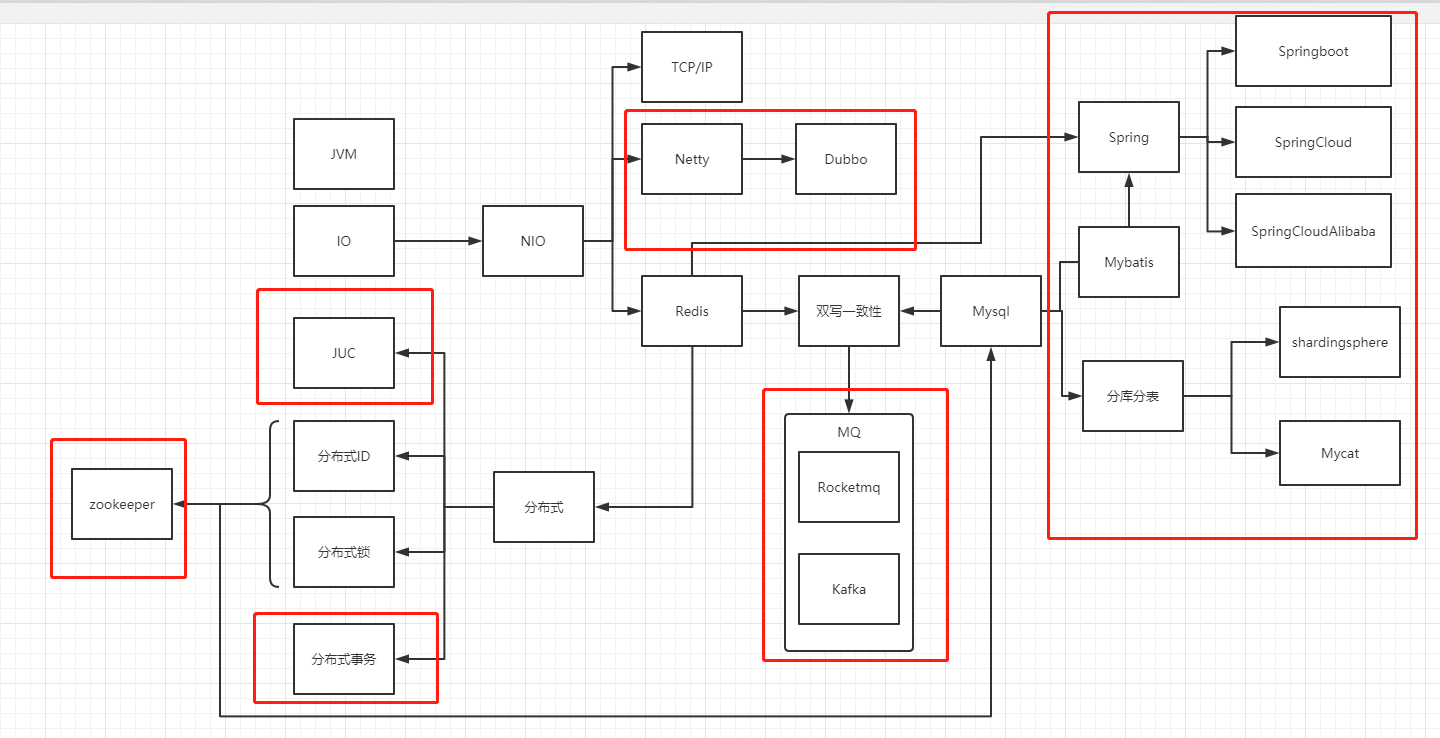 TCP/IP
Springboot
JVM
Netty
Dubbo
Spring
SpringCloud
IO
NIO
SpringCloudAlibaba
Mybatis
Redis
双写一致性
Mysql
JUC
shardingsphere
分库分表
MQ
分布式ID
Mycat
Rocketmq
zookeeper
分布式
分布式锁
Kafka
分布式事务